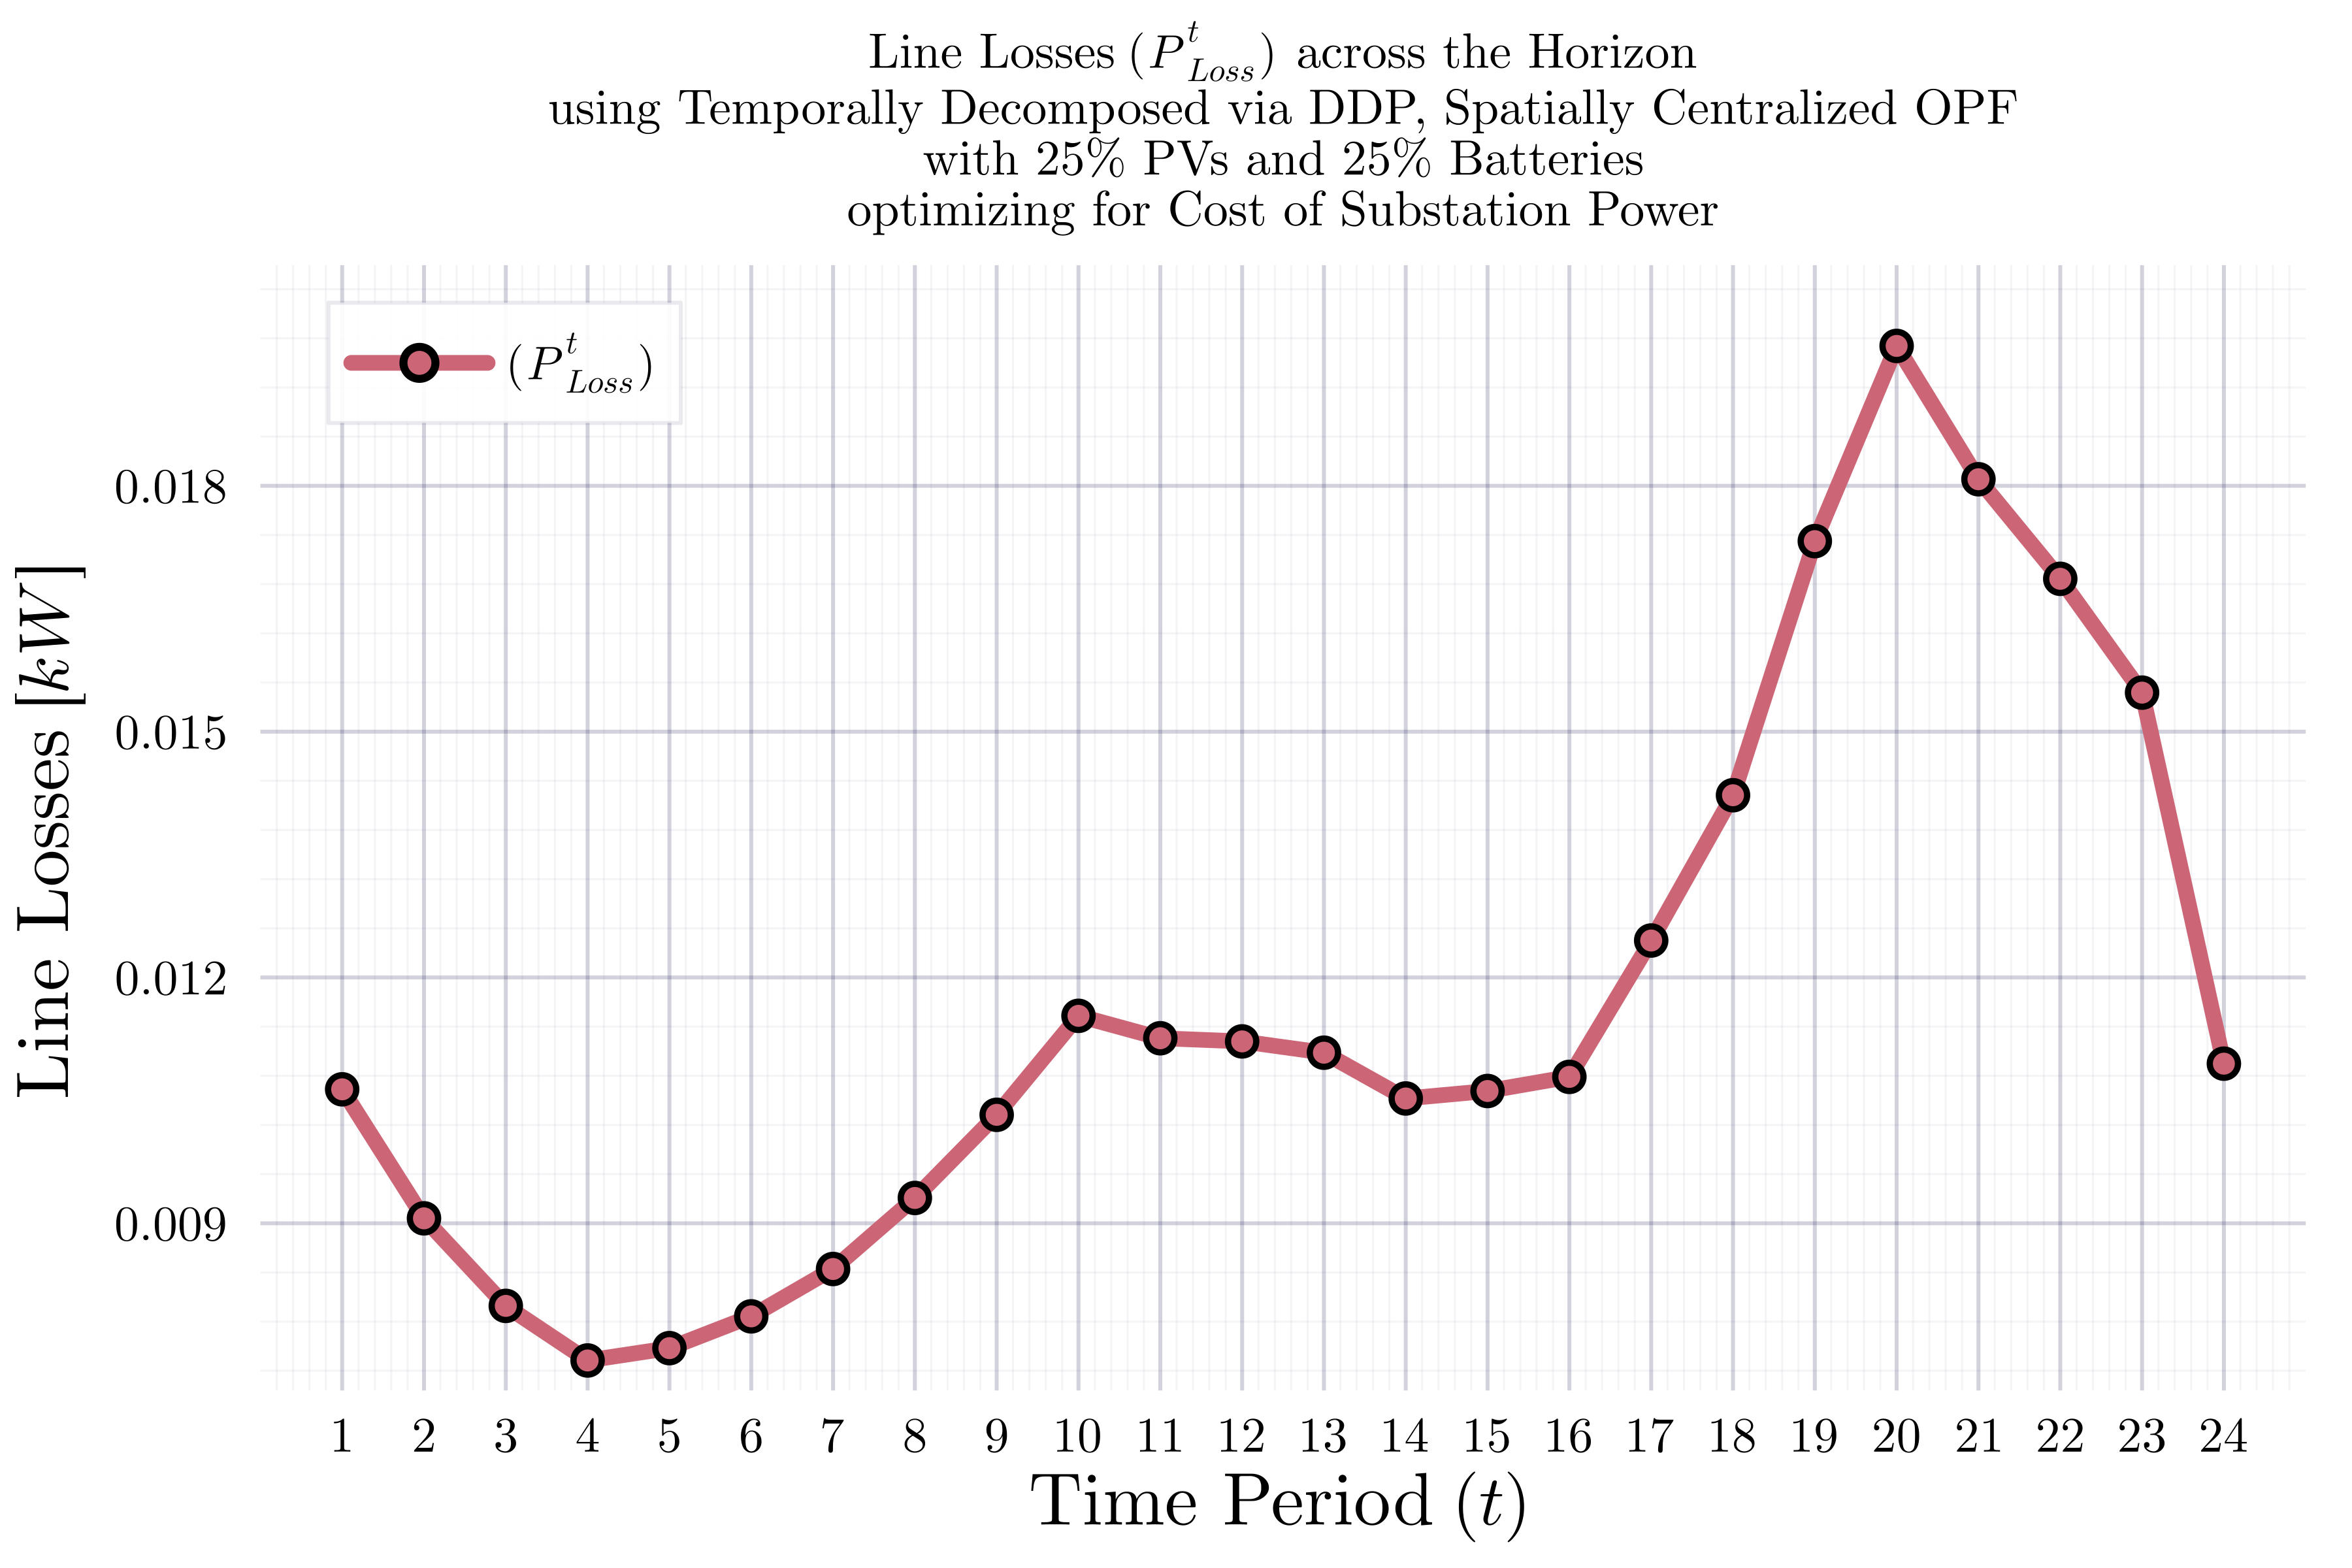 Line Losses (P^t_Loss) across the Horizon
using Temporally Decomposed via DDP, Spatially Centralized OPF
with 25% PVs and 25% Batteries
optimizing for Cost of Substation Power
(P^t_Loss)
Line Losses [kW]
0.018
0.015
0.012
0.009
1 2 3 4 5 6 7 8 9 10 11 12 13 14 15 16 17 18 19 20 21 22 23 24
Time Period (t)